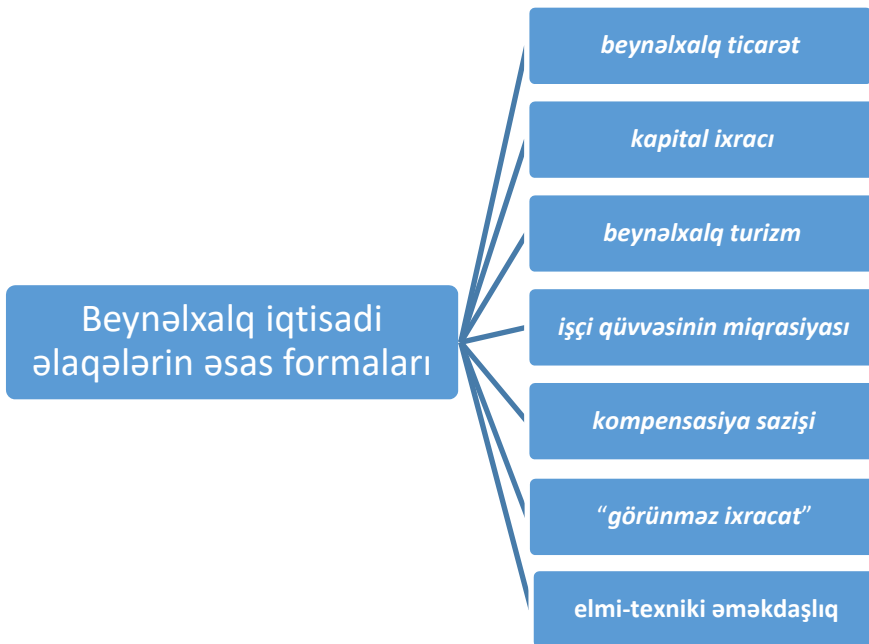 beynəlxalq ticarət
kapital ixracı
beynəlxalq turizm
Beynəlxalq iqtisadi
əlaqələrin əsas formaları
işçi qüvvəsinin miqrasiyası
kompensasiya sazişi
“görünməz ixracat”
elmi-texniki əməkdaşlıq